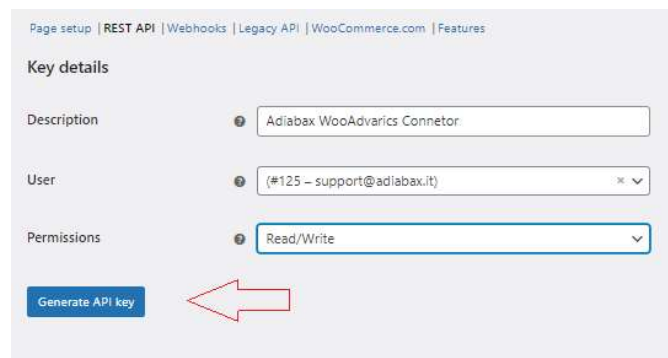 Page setup | REST API | Webhooks | Legacy API | WooCommerce.com | Features
Key details
Description
Adiabax WooAdvarics Connetor
User
(#125 – support@adiabax.it)
Permissions
Read/Write
Generate API key